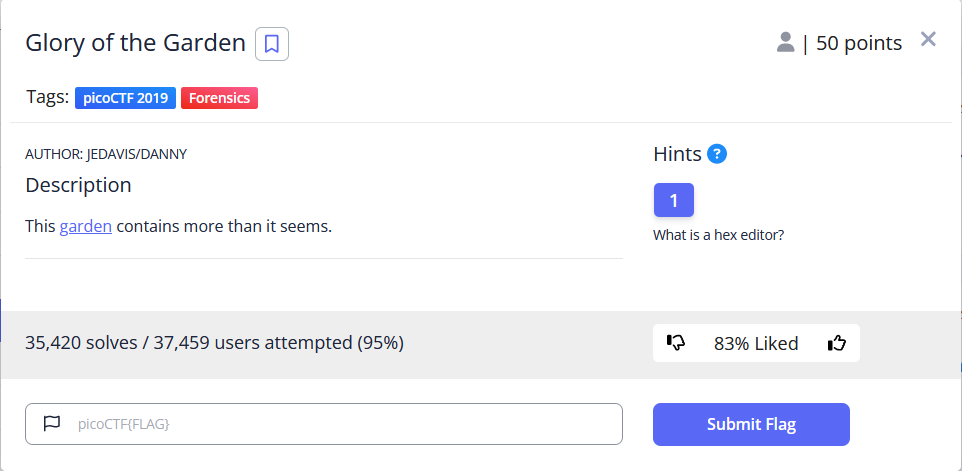 Glory of the Garden
| 50 points
Tags: picoCTF 2019 Forensics
AUTHOR: JEDAVIS/DANNY
Description
This garden contains more than it seems.
Hints ?
1
What is a hex editor?
35,420 solves / 37,459 users attempted (95%)
83% Liked
picoCTF{FLAG}
Submit Flag